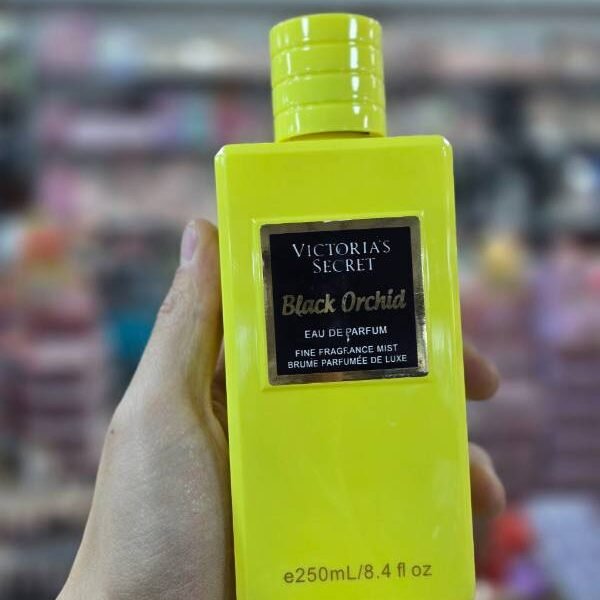 VICTORIA'S
SECRET
Black Orchid
EAU DE PARFUM
FINE FRAGRANCE MIST
BRUME PARFUMÉE DE LUXE
e250mL/8.4 fl oz